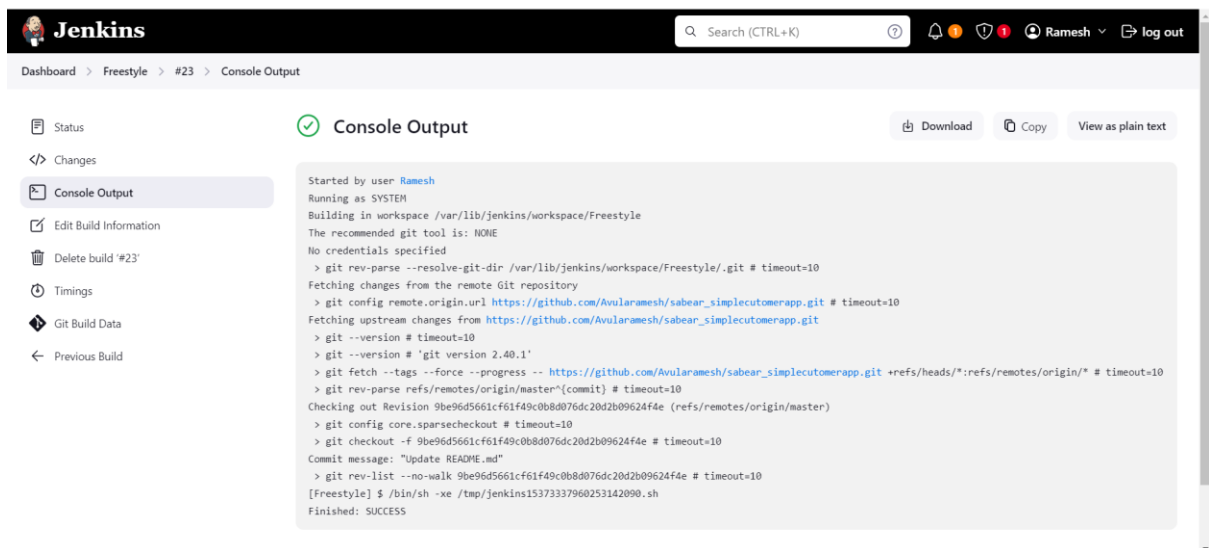 Jenkins
Search (CTRL+K)
?
1
1
Ramesh
log out
Dashboard > Freestyle > #23 > Console Output
Status
Changes
Console Output
Edit Build Information
Delete build '#23'
Timings
Git Build Data
Previous Build
Console Output
Download
Copy
View as plain text
Started by user Ramesh
Running as SYSTEM
Building in workspace /var/lib/jenkins/workspace/Freestyle
The recommended git tool is: NONE
No credentials specified
> git rev-parse --resolve-git-dir /var/lib/jenkins/workspace/Freestyle/.git # timeout=10
Fetching changes from the remote Git repository
> git config remote.origin.url https://github.com/Avularamesh/sabear_simplecutomerapp.git # timeout=10
Fetching upstream changes from https://github.com/Avularamesh/sabear_simplecutomerapp.git
> git --version # timeout=10
> git --version # 'git version 2.40.1'
> git fetch --tags --force --progress -- https://github.com/Avularamesh/sabear_simplecutomerapp.git +refs/heads/*:refs/remotes/origin/* # timeout=10
> git rev-parse refs/remotes/origin/master^{commit} # timeout=10
Checking out Revision 9be96d5661cf61f49c0b8d076dc20d2b09624f4e (refs/remotes/origin/master)
> git config core.sparsecheckout # timeout=10
> git checkout -f 9be96d5661cf61f49c0b8d076dc20d2b09624f4e # timeout=10
Commit message: "Update README.md"
> git rev-list --no-walk 9be96d5661cf61f49c0b8d076dc20d2b09624f4e # timeout=10
[Freestyle] $ /bin/sh -xe /tmp/jenkins15373337960253142090.sh
Finished: SUCCESS